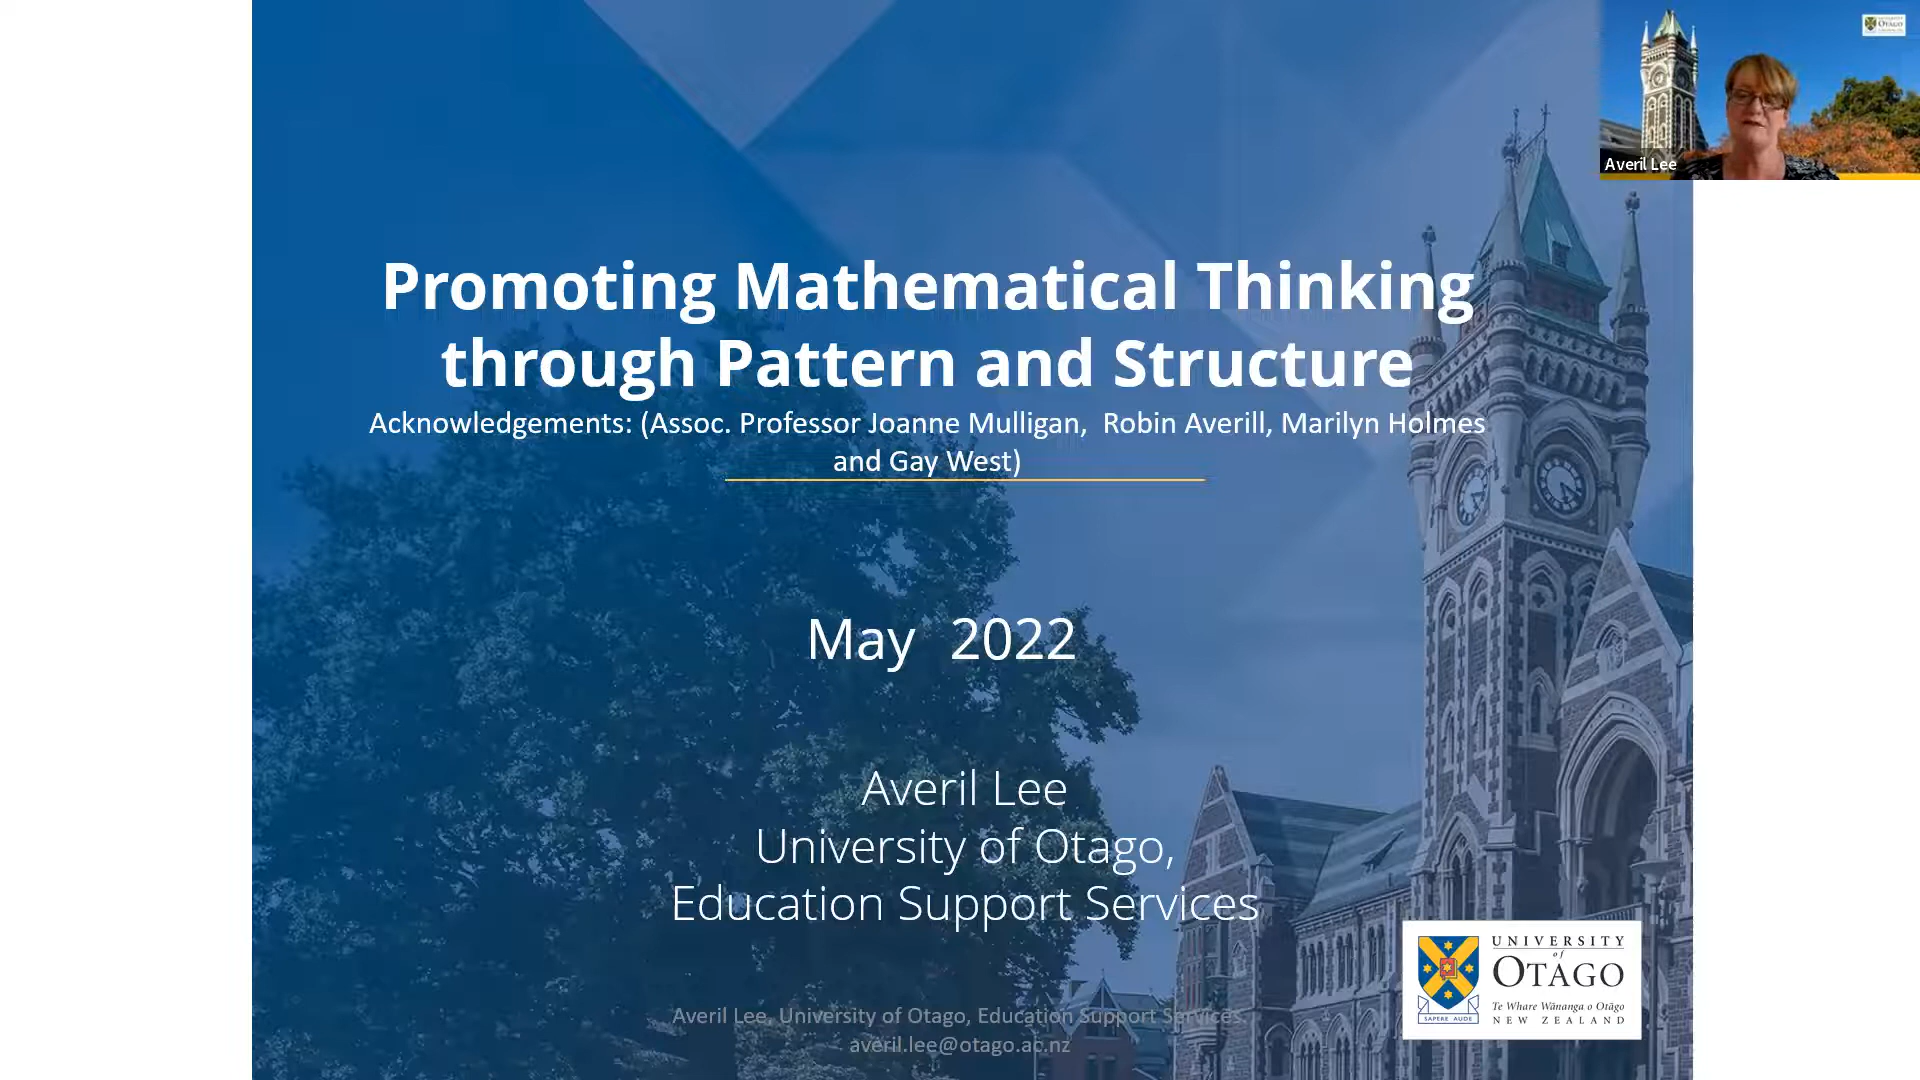 Promoting Mathematical Thinking
through Pattern and Structure
Acknowledgements: (Assoc. Professor Joanne Mulligan,  Robin Averill, Marilyn Holmes
and Gay West)
May  2022
Averil Lee
University of Otago,
Education Support Services
Averil Lee, University of Otago, Education Support Services
averil.lee@otago.ac.nz
UNIVERSITY
of
OTAGO
Te Whare Wānanga o Otāgo
NEW ZEALAND
SAPERE AUDE
Averil Lee
OTAGO